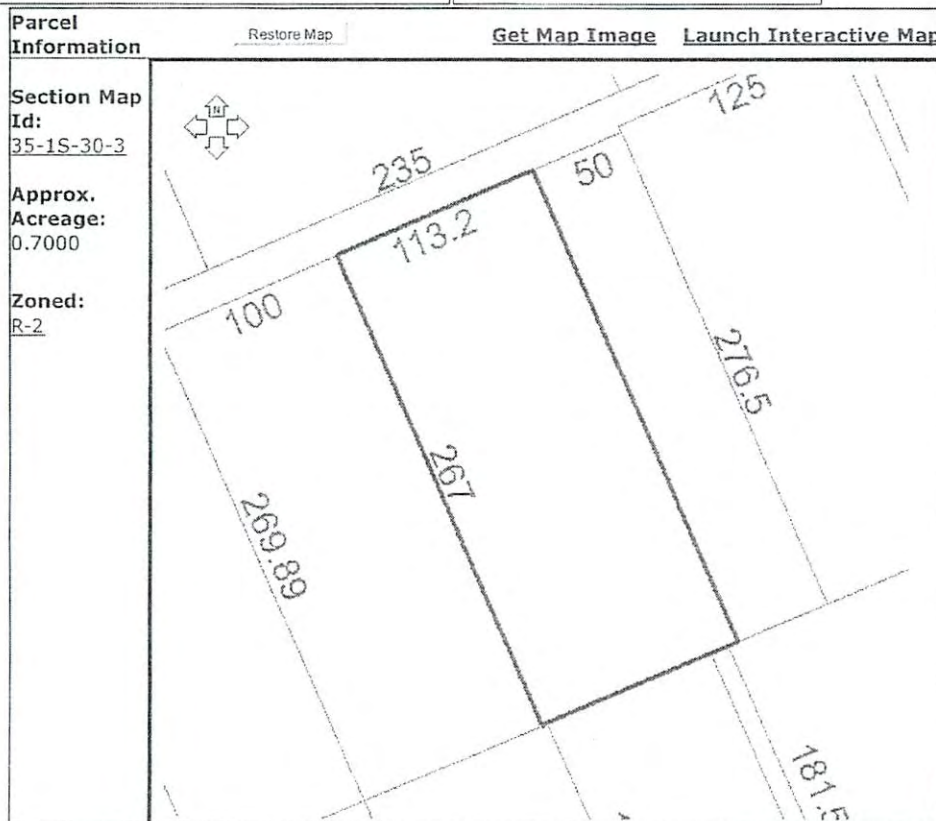 Parcel
Information
Restore Map
Get Map Image
Launch Interactive Map
Section Map
Id:
35-1S-30-3
Approx.
Acreage:
0.7000
Zoned:
R-2
N
125
235
50
113.2
100
276.5
267
269.89
181.5